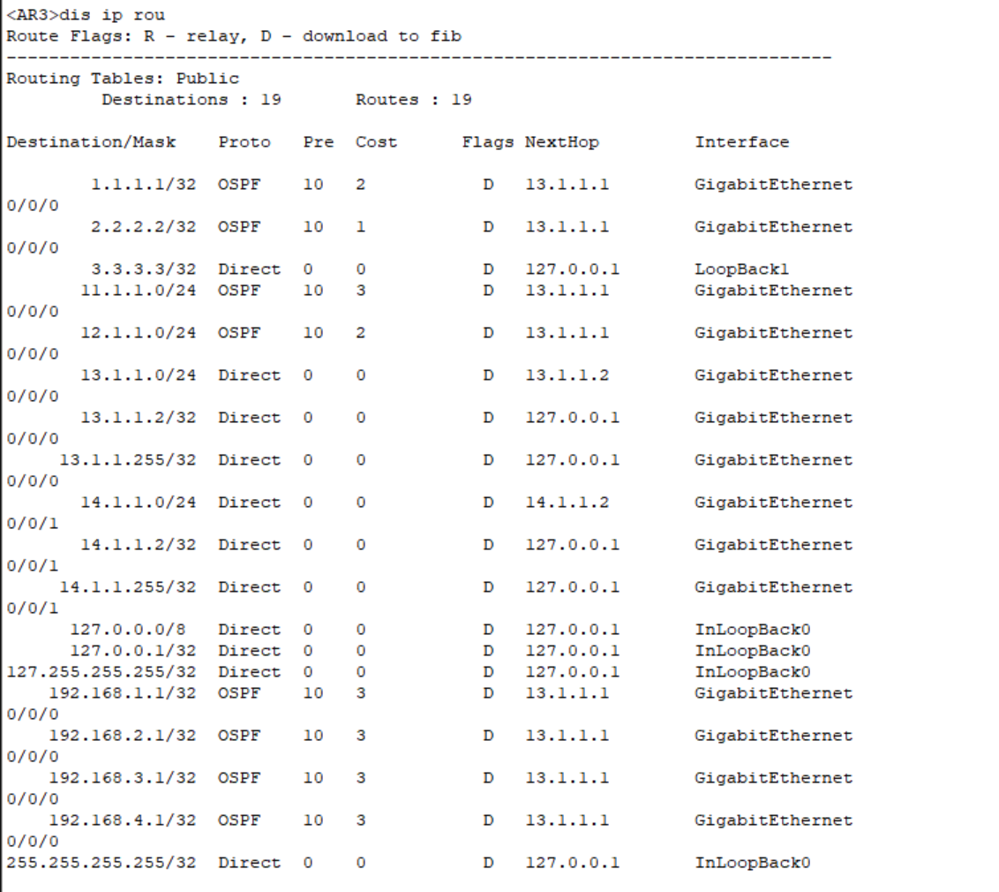 <AR3>dis ip rou
Route Flags: R - relay, D - download to fib
------------------------------------------------------------------------------
Routing Tables: Public
         Destinations : 19       Routes : 19

Destination/Mask    Proto   Pre  Cost      Flags NextHop         Interface

        1.1.1.1/32  OSPF    10   2           D   13.1.1.1        GigabitEthernet
0/0/0
        2.2.2.2/32  OSPF    10   1           D   13.1.1.1        GigabitEthernet
0/0/0
        3.3.3.3/32  Direct  0    0           D   127.0.0.1       LoopBack1
       11.1.1.0/24  OSPF    10   3           D   13.1.1.1        GigabitEthernet
0/0/0
       12.1.1.0/24  OSPF    10   2           D   13.1.1.1        GigabitEthernet
0/0/0
       13.1.1.0/24  Direct  0    0           D   13.1.1.2        GigabitEthernet
0/0/0
       13.1.1.2/32  Direct  0    0           D   127.0.0.1       GigabitEthernet
0/0/0
     13.1.1.255/32  Direct  0    0           D   127.0.0.1       GigabitEthernet
0/0/0
       14.1.1.0/24  Direct  0    0           D   14.1.1.2        GigabitEthernet
0/0/1
       14.1.1.2/32  Direct  0    0           D   127.0.0.1       GigabitEthernet
0/0/1
     14.1.1.255/32  Direct  0    0           D   127.0.0.1       GigabitEthernet
0/0/1
      127.0.0.0/8   Direct  0    0           D   127.0.0.1       InLoopBack0
      127.0.0.1/32  Direct  0    0           D   127.0.0.1       InLoopBack0
127.255.255.255/32  Direct  0    0           D   127.0.0.1       InLoopBack0
    192.168.1.1/32  OSPF    10   3           D   13.1.1.1        GigabitEthernet
0/0/0
    192.168.2.1/32  OSPF    10   3           D   13.1.1.1        GigabitEthernet
0/0/0
    192.168.3.1/32  OSPF    10   3           D   13.1.1.1        GigabitEthernet
0/0/0
    192.168.4.1/32  OSPF    10   3           D   13.1.1.1        GigabitEthernet
0/0/0
255.255.255.255/32  Direct  0    0           D   127.0.0.1       InLoopBack0